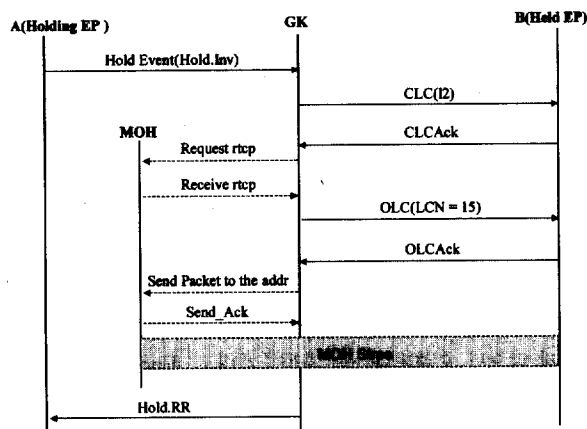 A(Holding EP )
GK
B(Held EP)
Hold Event(Hold.Inv)
CLC(l2)
MOH
CLCAck
Request rtcp
Receive rtcp
OLC(LCN = 15)
OLCAck
Send Packet to the addr
Send_Ack
MOH
Hold.RR